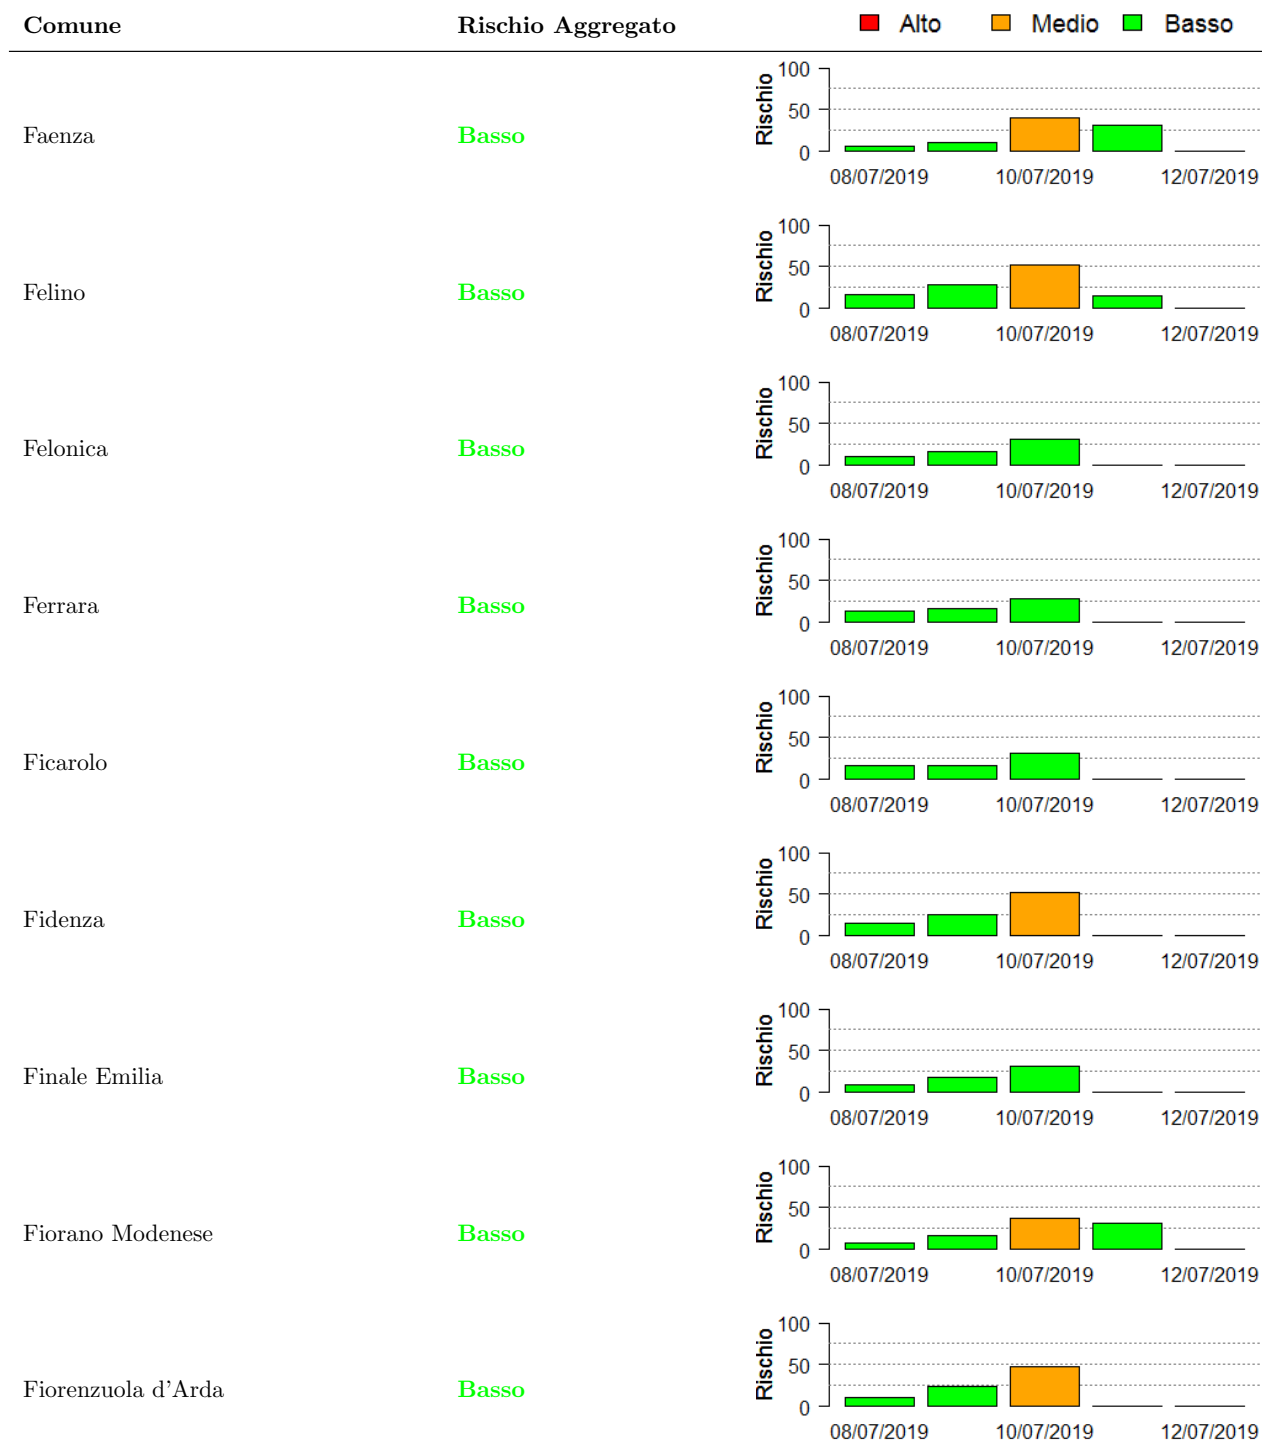 Comune Rischio Aggregato Alto Medio Basso
Faenza Basso Rischio 100 50 0
08/07/2019 10/07/2019 12/07/2019
Felino Basso Rischio 100 50 0
08/07/2019 10/07/2019 12/07/2019
Felonica Basso Rischio 100 50 0
08/07/2019 10/07/2019 12/07/2019
Ferrara Basso Rischio 100 50 0
08/07/2019 10/07/2019 12/07/2019
Ficarolo Basso Rischio 100 50 0
08/07/2019 10/07/2019 12/07/2019
Fidenza Basso Rischio 100 50 0
08/07/2019 10/07/2019 12/07/2019
Finale Emilia Basso Rischio 100 50 0
08/07/2019 10/07/2019 12/07/2019
Fiorano Modenese Basso Rischio 100 50 0
08/07/2019 10/07/2019 12/07/2019
Fiorenzuola d'Arda Basso Rischio 100 50 0
08/07/2019 10/07/2019 12/07/2019